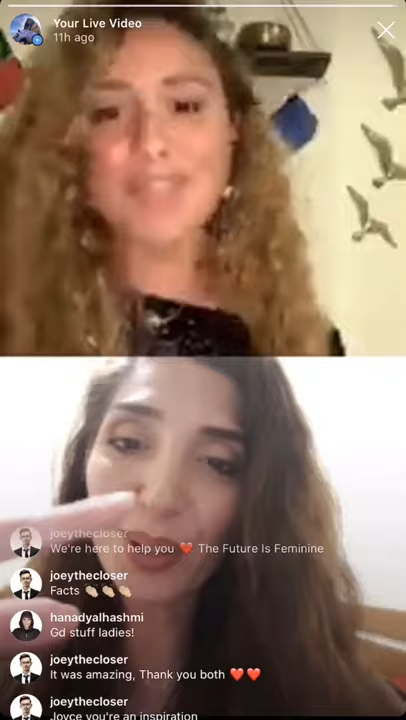 Your Live Video
11h ago
joeythecloser
We're here to help you ❤️ The Future Is Feminine
joeythecloser
Facts 👏🏼👏🏼👏🏼
hanadyalhashmi
Gd stuff ladies!
joeythecloser
It was amazing, Thank you both ❤️❤️
joeythecloser
Joyce you're an inspiration